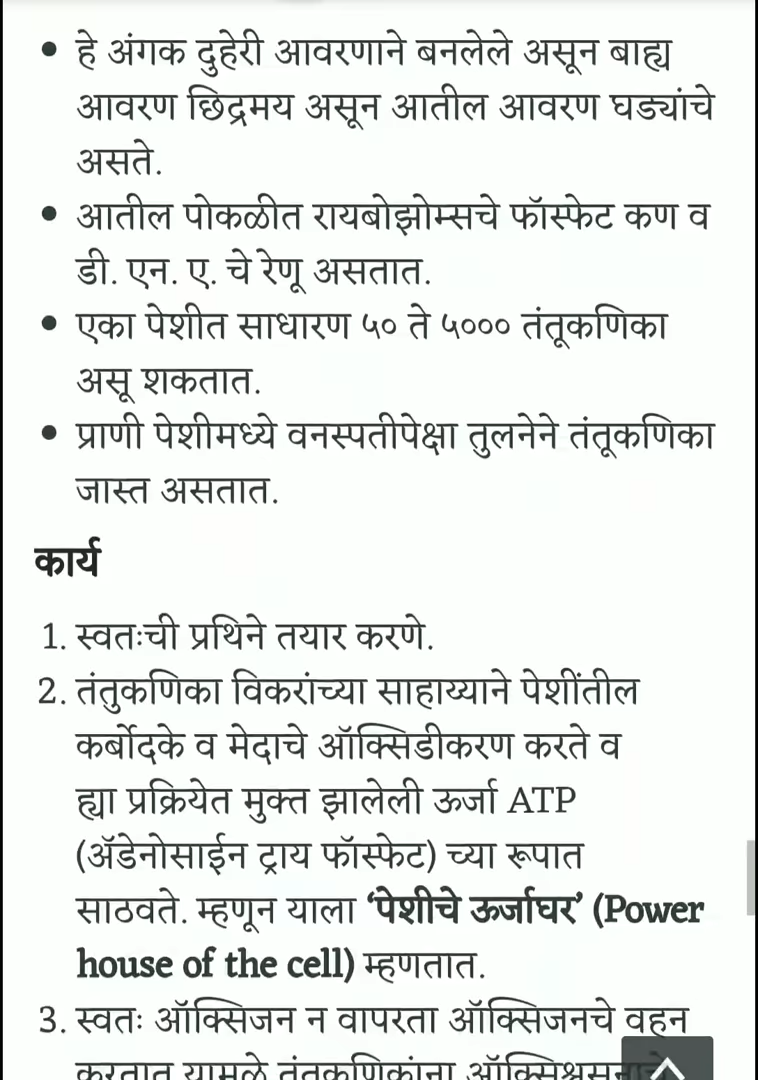 • हे अंगक दुहेरी आवरणाने बनलेले असून बाह्य
आवरण छिद्रमय असून आतील आवरण घड्यांचे
असते.
• आतील पोकळीत रायबोझोम्सचे फॉस्फेट कण व
डी. एन. ए. चे रेणू असतात.
• एका पेशीत साधारण ५० ते ५००० तंतूकणिका
असू शकतात.
• प्राणी पेशीमध्ये वनस्पतीपेक्षा तुलनेने तंतूकणिका
जास्त असतात.
कार्य
1. स्वतःची प्रथिने तयार करणे.
2. तंतुकणिका विकरांच्या साहाय्याने पेशींतील
कर्बोदके व मेदाचे ऑक्सिडीकरण करते व
ह्या प्रक्रियेत मुक्त झालेली ऊर्जा ATP
(ॲडेनोसाईन ट्राय फॉस्फेट) च्या रूपात
साठवते. म्हणून याला ‘पेशीचे ऊर्जाघर’ (Power
house of the cell) म्हणतात.
3. स्वतः ऑक्सिजन न वापरता ऑक्सिजनचे वहन
करतात यामुळे तंतुकणिकांना